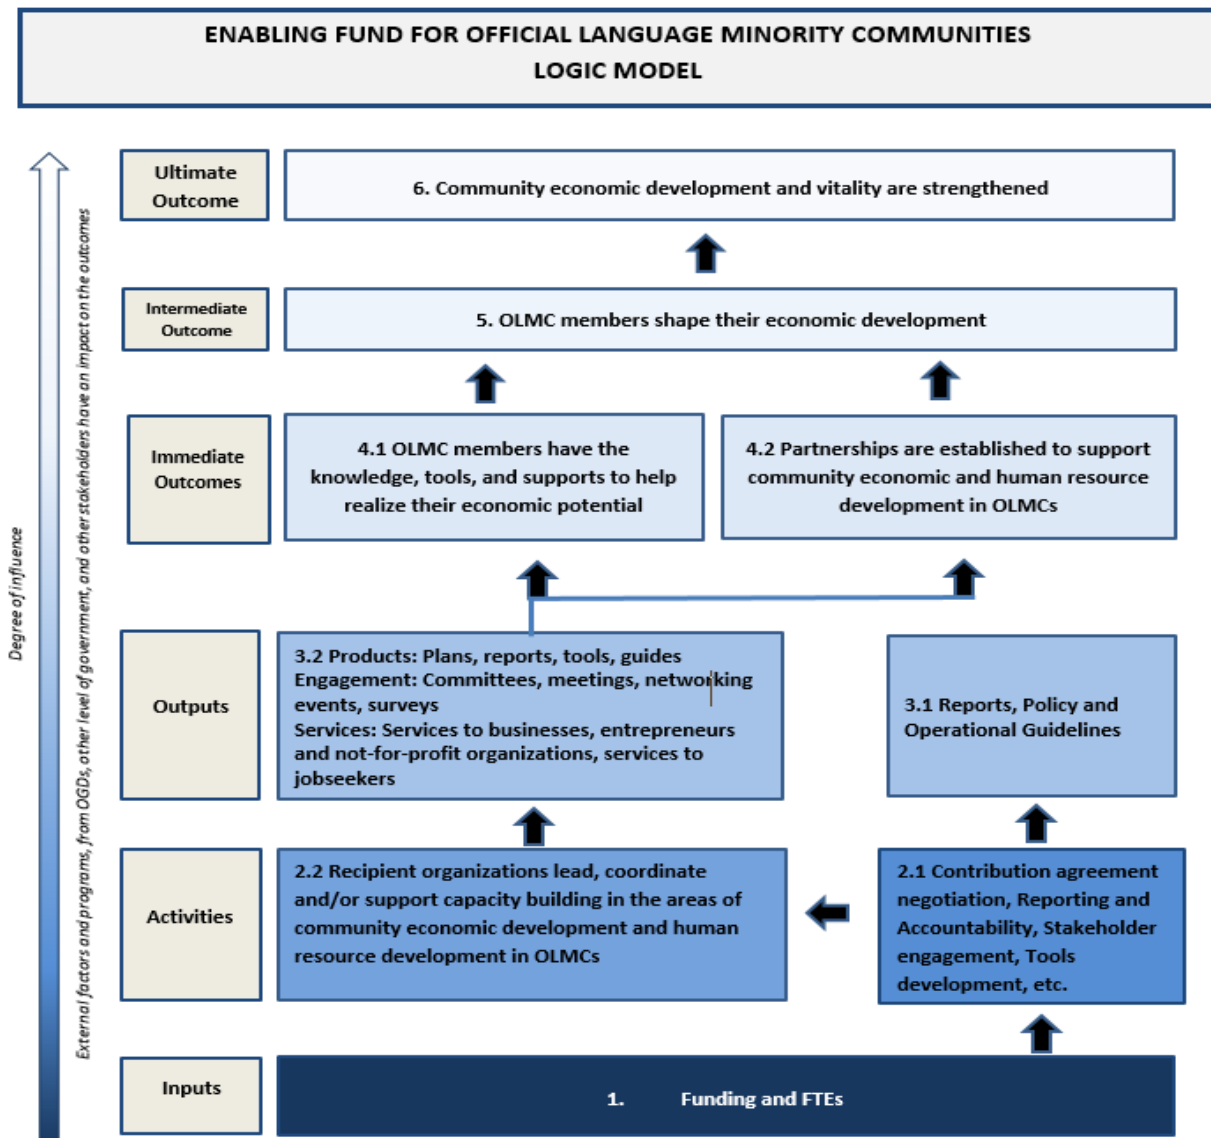 ENABLING FUND FOR OFFICIAL LANGUAGE MINORITY COMMUNITIES
LOGIC MODEL
Degree of influence
External factors and programs, from OGDs, other level of government, and other stakeholders have an impact on the outcomes
Ultimate
Outcome
6. Community economic development and vitality are strengthened
Intermediate
Outcome
5. OLMC members shape their economic development
Immediate
Outcomes
4.1 OLMC members have the
knowledge, tools, and supports to help
realize their economic potential
4.2 Partnerships are established to support
community economic and human resource
development in OLMCs
Outputs
3.2 Products: Plans, reports, tools, guides
Engagement: Committees, meetings, networking
events, surveys
Services: Services to businesses, entrepreneurs
and not-for-profit organizations, services to
jobseekers
3.1 Reports, Policy and
Operational Guidelines
Activities
2.2 Recipient organizations lead, coordinate
and/or support capacity building in the areas of
community economic development and human
resource development in OLMCs
2.1 Contribution agreement
negotiation, Reporting and
Accountability, Stakeholder
engagement, Tools
development, etc.
Inputs
1. Funding and FTEs